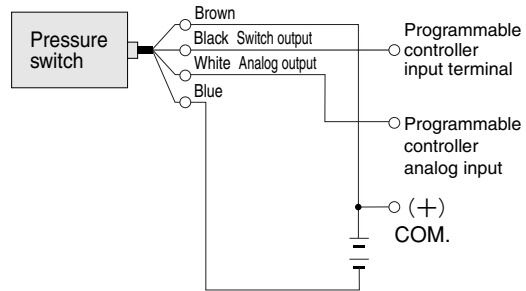 Pressure
switch
Brown
Black Switch output
White Analog output
Blue
Programmable
controller
input terminal
Programmable
controller
analog input
(+)
COM.